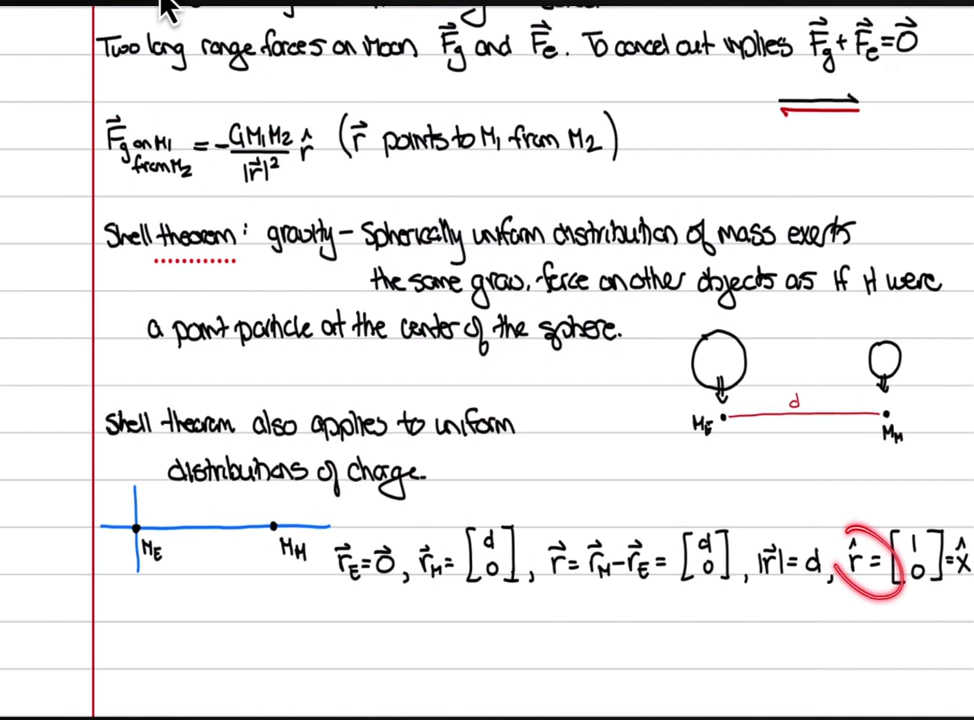 Two long range forces on Moon F⃗g and F⃗e. To cancel out implies F⃗g + F⃗e = 0⃗
F⃗g on M1 from M2 = - GM1M2 / |r⃗|² r̂ (r⃗ points to M1 from M2)
Shell theorem: gravity - Spherically uniform distribution of mass exerts
the same grav. force on other objects as if it were
a point particle at the center of the sphere.
d
ME MM
Shell theorem also applies to uniform
distributions of charge.
ME MM
r⃗E = 0⃗, r⃗M = [d 0], r⃗ = r⃗M - r⃗E = [d 0], |r⃗| = d, r̂ = [1 0] = x̂